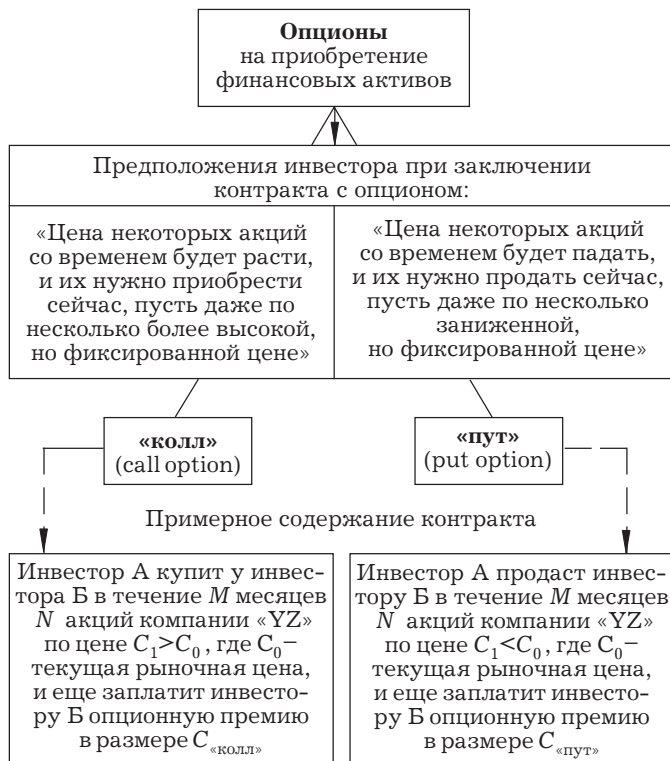 Опционы
на приобретение
финансовых активов
Предположения инвестора при заключении
контракта с опционом:
«Цена некоторых акций
со временем будет расти,
и их нужно приобрести
сейчас, пусть даже по
несколько более высокой,
но фиксированной цене»
«Цена некоторых акций
со временем будет падать,
и их нужно продать сейчас,
пусть даже по несколько
заниженной,
но фиксированной цене»
«колл»
(call option)
«пут»
(put option)
Примерное содержание контракта
Инвестор А купит у инвес–
тора Б в течение M месяцев
N акций компании «YZ»
по цене C₁>C₀, где C₀–
текущая рыночная цена,
и еще заплатит инвесто–
ру Б опционную премию
в размере C«колл»
Инвестор А продаст инвес–
тору Б в течение M месяцев
N акций компании «YZ»
по цене C₁<C₀, где C₀–
текущая рыночная цена,
и еще заплатит инвесто–
ру Б опционную премию
в размере C«пут»